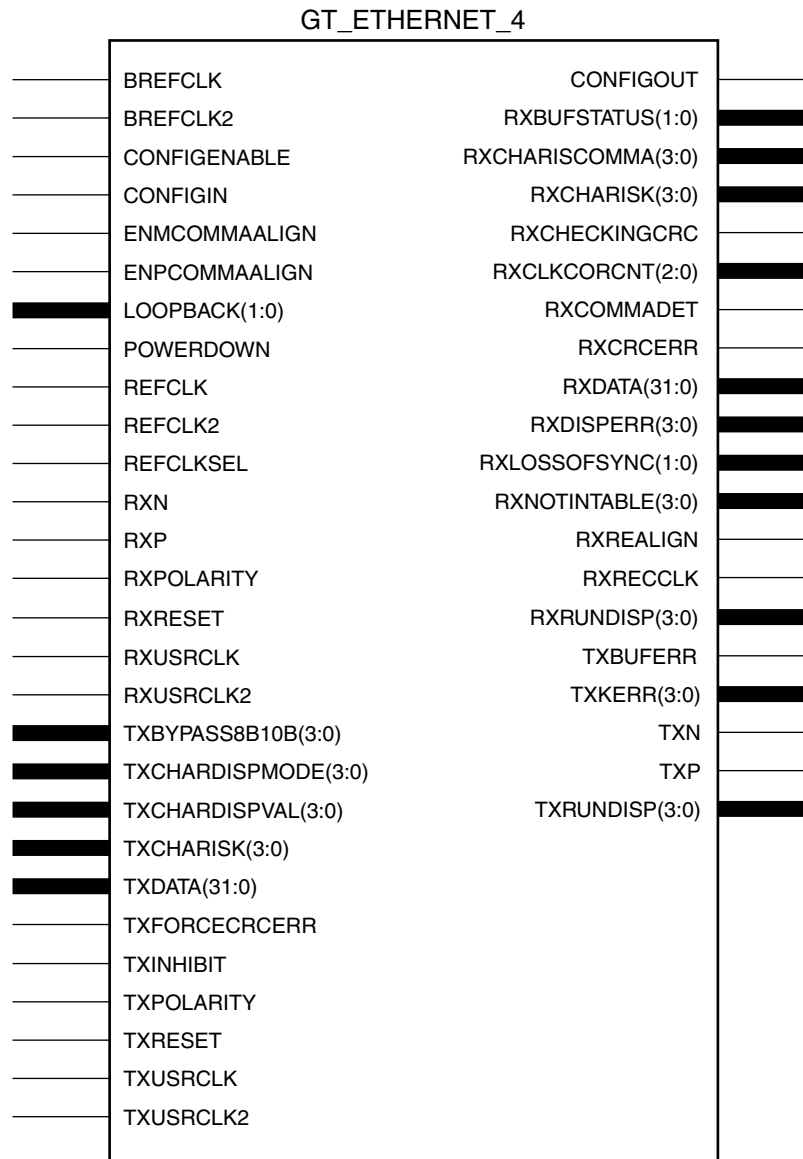 GT_ETHERNET_4
BREFCLK
BREFCLK2
CONFIGENABLE
CONFIGIN
ENMCOMMAALIGN
ENPCOMMAALIGN
LOOPBACK(1:0)
POWERDOWN
REFCLK
REFCLK2
REFCLKSEL
RXN
RXP
RXPOLARITY
RXRESET
RXUSRCLK
RXUSRCLK2
TXBYPASS8B10B(3:0)
TXCHARDISPMODE(3:0)
TXCHARDISPVAL(3:0)
TXCHARISK(3:0)
TXDATA(31:0)
TXFORCECRCERR
TXINHIBIT
TXPOLARITY
TXRESET
TXUSRCLK
TXUSRCLK2
CONFIGOUT
RXBUFSTATUS(1:0)
RXCHARISCOMMA(3:0)
RXCHARISK(3:0)
RXCHECKINGCRC
RXCLKCORCNT(2:0)
RXCOMMADET
RXCRCERR
RXDATA(31:0)
RXDISPERR(3:0)
RXLOSSOFSYNC(1:0)
RXNOTINTABLE(3:0)
RXREALIGN
RXRECCLK
RXRUNDISP(3:0)
TXBUFERR
TXKERR(3:0)
TXN
TXP
TXRUNDISP(3:0)